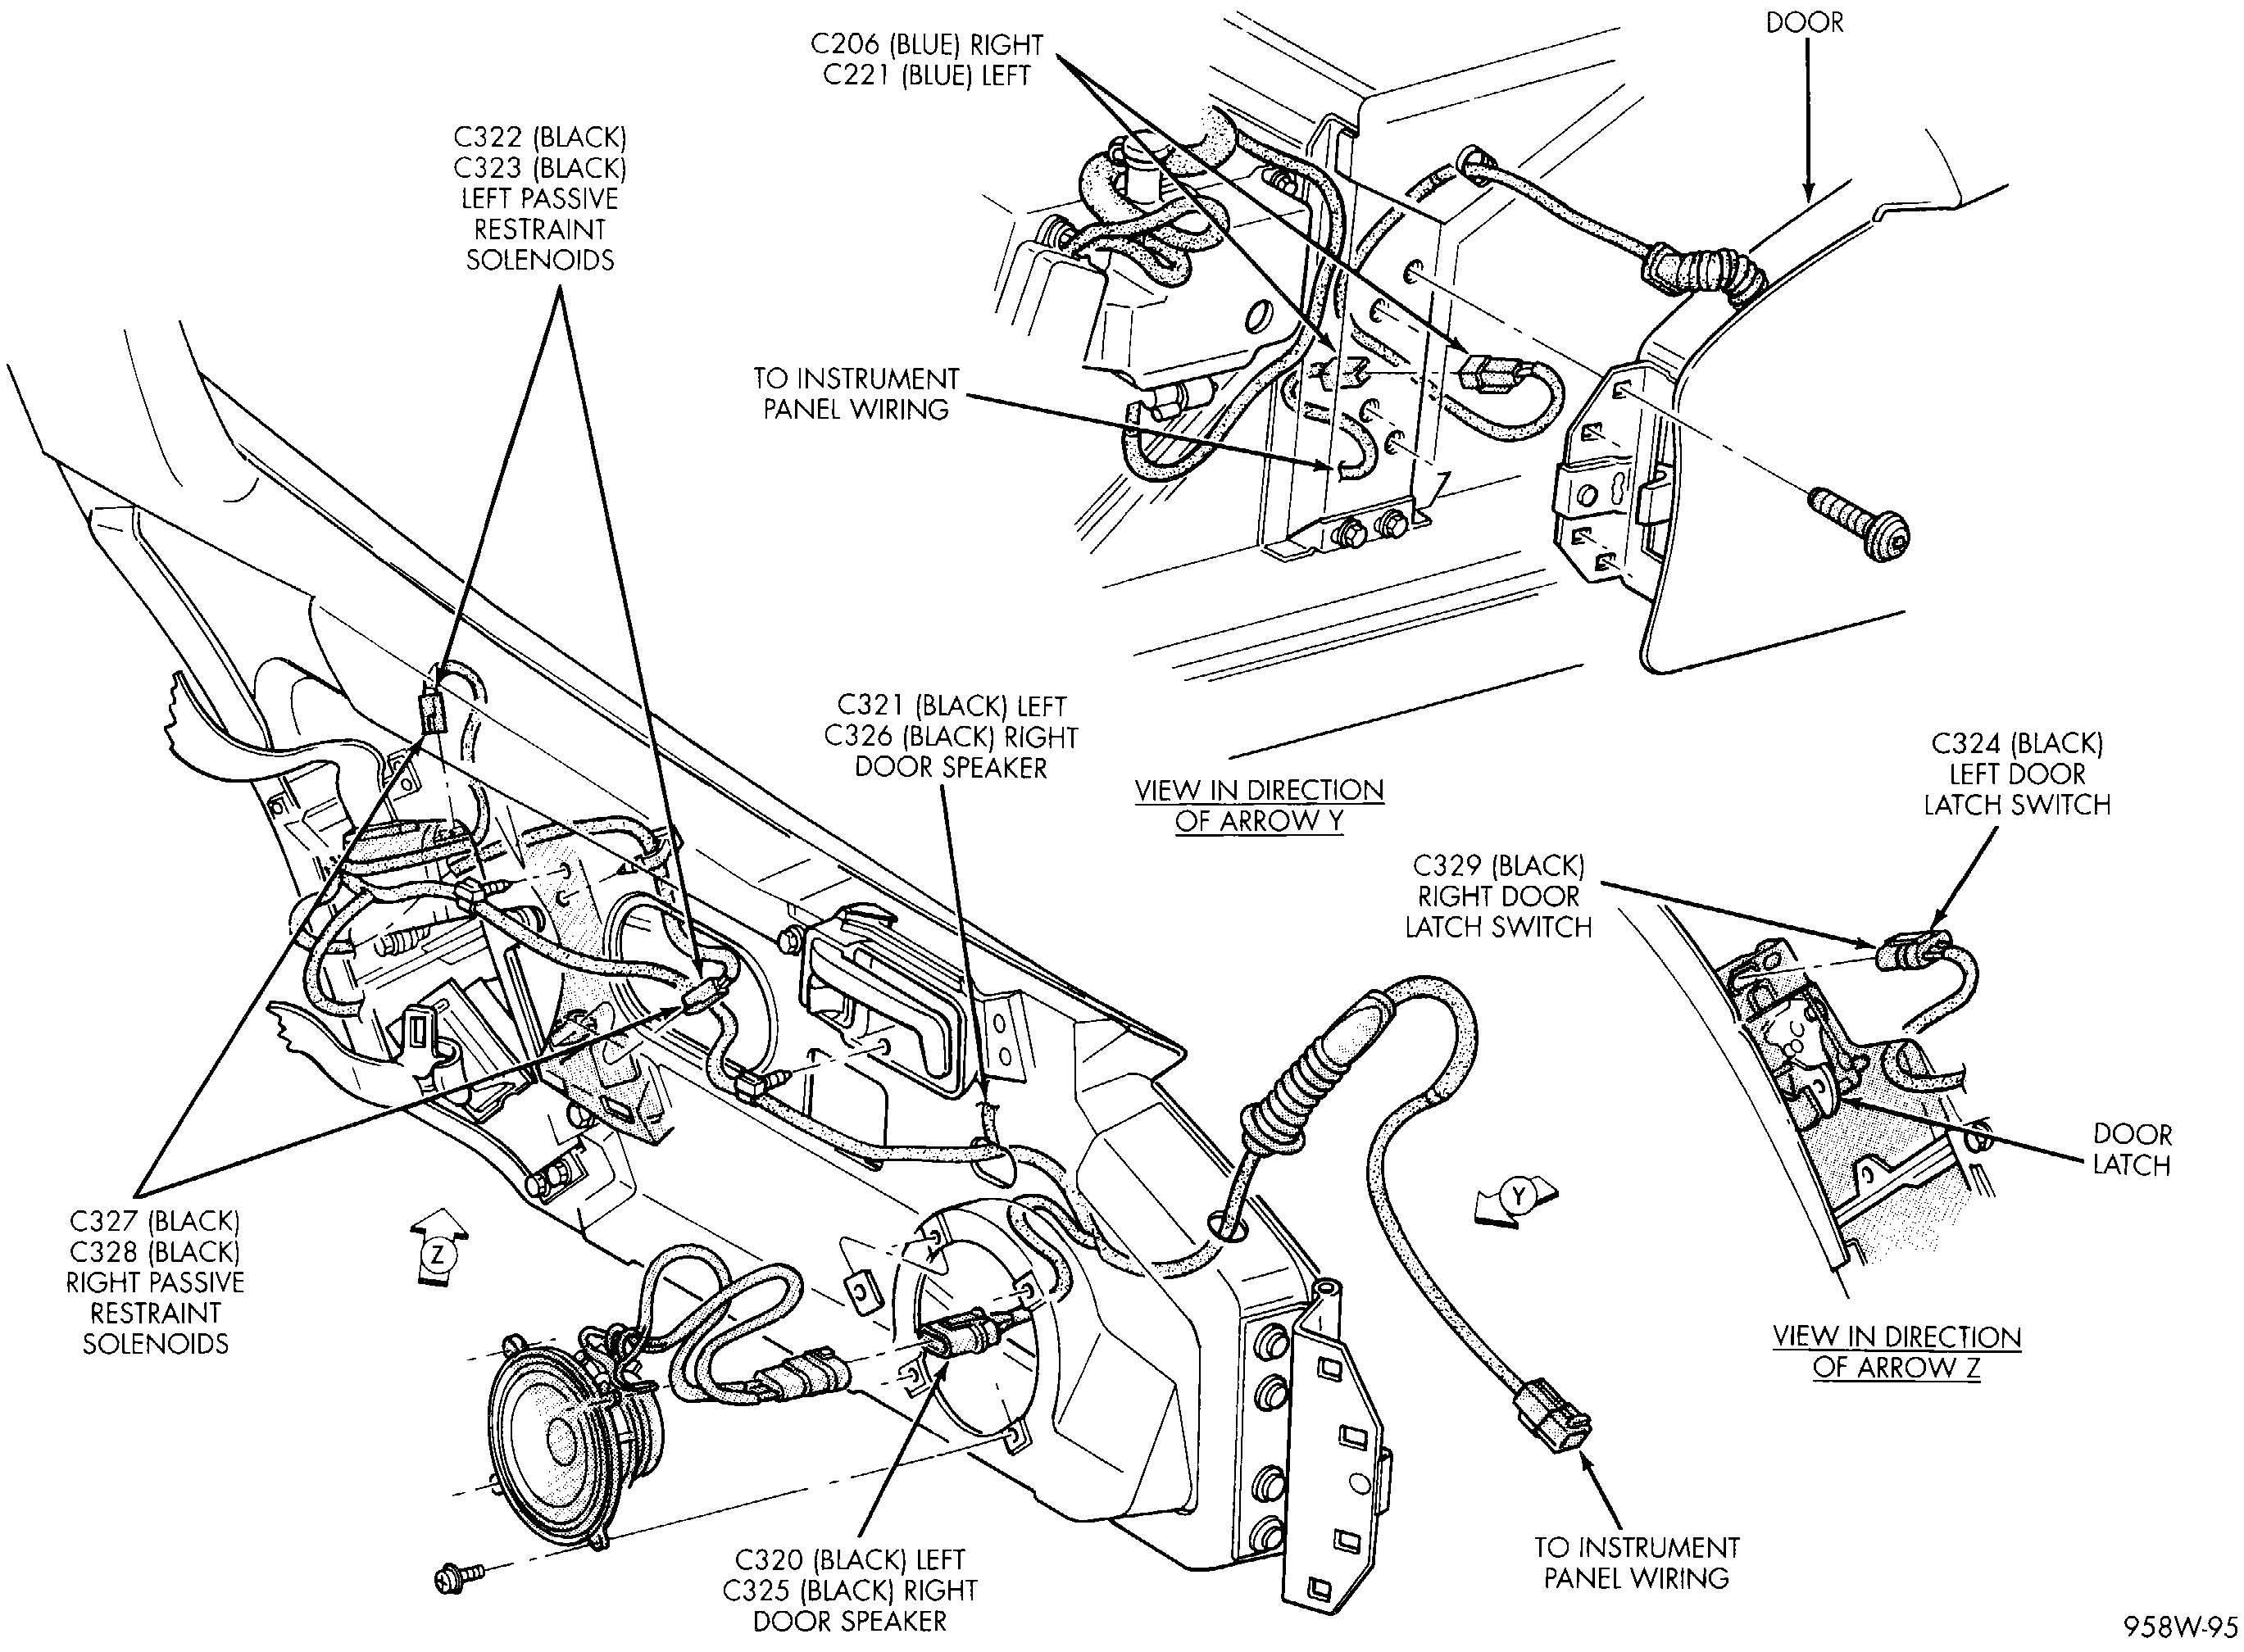 C206 (BLUE) RIGHT
C221 (BLUE) LEFT
DOOR
C322 (BLACK)
C323 (BLACK)
LEFT PASSIVE
RESTRAINT
SOLENOIDS
TO INSTRUMENT
PANEL WIRING
C321 (BLACK) LEFT
C326 (BLACK) RIGHT
DOOR SPEAKER
VIEW IN DIRECTION
OF ARROW Y
C324 (BLACK)
LEFT DOOR
LATCH SWITCH
C329 (BLACK)
RIGHT DOOR
LATCH SWITCH
DOOR
LATCH
Y
Z
C327 (BLACK)
C328 (BLACK)
RIGHT PASSIVE
RESTRAINT
SOLENOIDS
VIEW IN DIRECTION
OF ARROW Z
C320 (BLACK) LEFT
C325 (BLACK) RIGHT
DOOR SPEAKER
TO INSTRUMENT
PANEL WIRING
958W-95